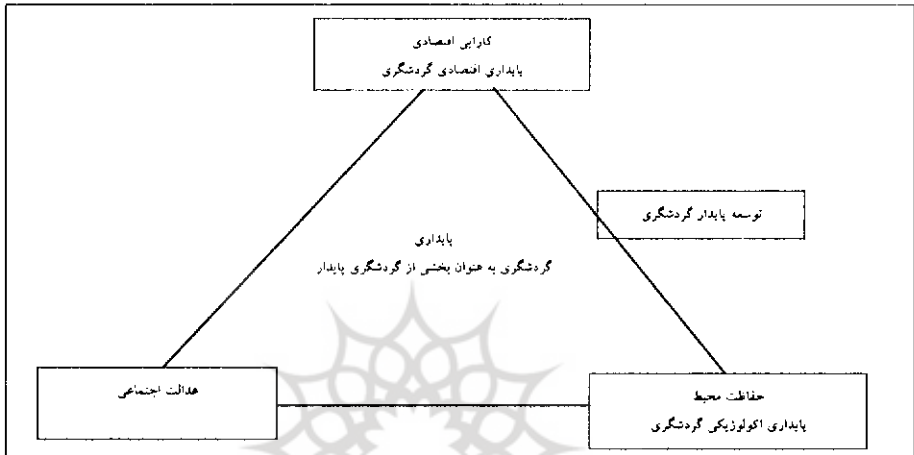 کارایی اقتصادی
پایداری اقتصادی گردشگری
توسعه پایدار گردشگری
پایداری
گردشگری به عنوان بخشی از گردشگری پایدار
عدالت اجتماعی
حفاظت محیط
پایداری اکولوژیکی گردشگری